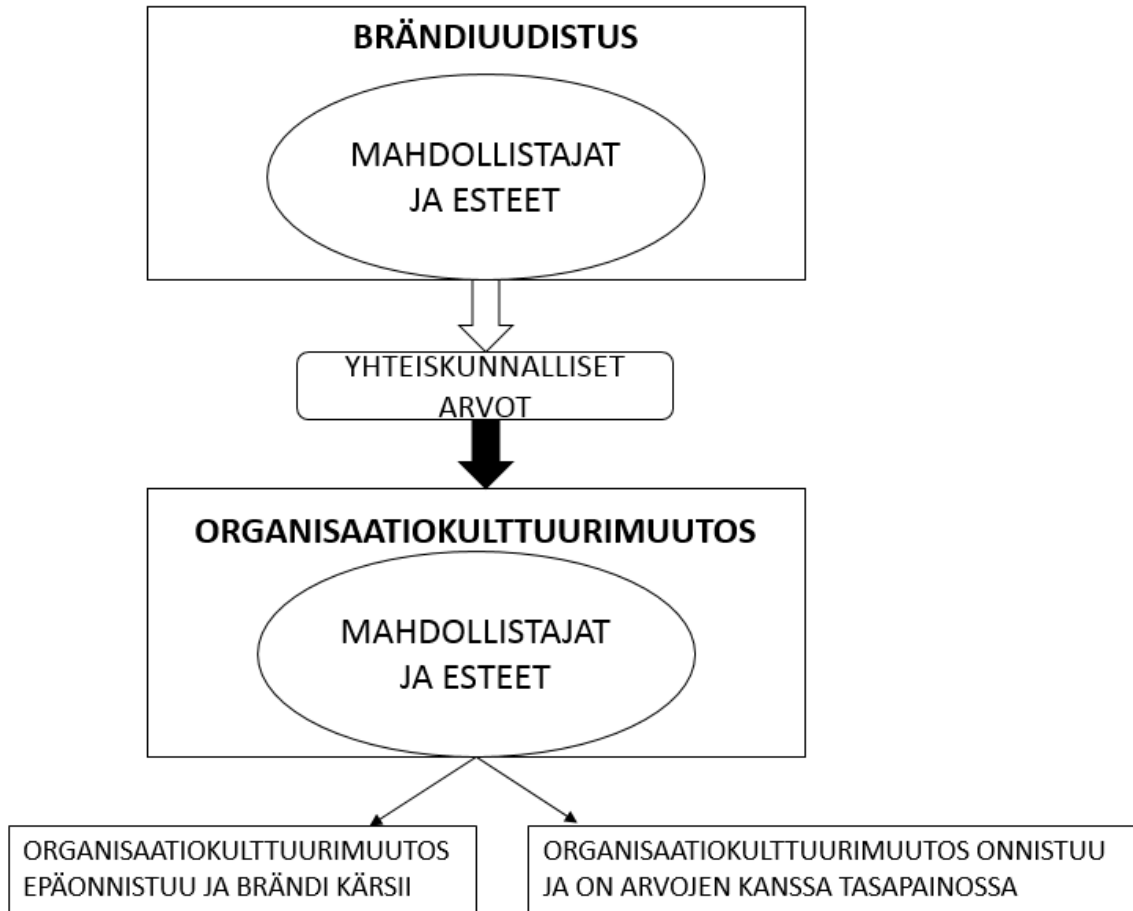 BRÄNDIUUDISTUS
MAHDOLLISTAJAT
JA ESTEET
YHTEISKUNNALLISET
ARVOT
ORGANISAATIOKULTTUURIMUUTOS
MAHDOLLISTAJAT
JA ESTEET
ORGANISAATIOKULTTUURIMUUTOS
EPÄONNISTUU JA BRÄNDI KÄRSII
ORGANISAATIOKULTTUURIMUUTOS ONNISTUU
JA ON ARVOJEN KANSSA TASAPAINOSSA